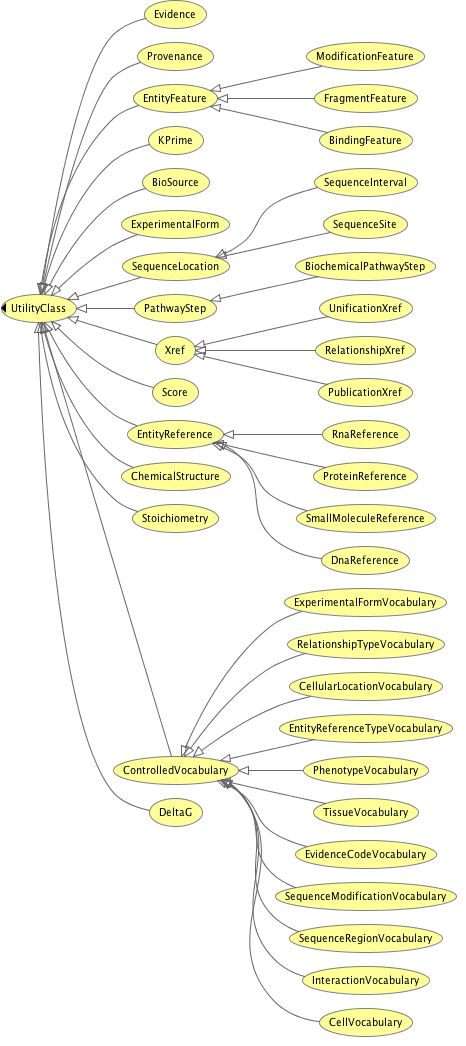 Evidence
Provenance
ModificationFeature
EntityFeature
FragmentFeature
KPrime
BindingFeature
BioSource
SequenceInterval
ExperimentalForm
SequenceSite
SequenceLocation
BiochemicalPathwayStep
UtilityClass
PathwayStep
UnificationXref
Xref
RelationshipXref
Score
PublicationXref
EntityReference
RnaReference
ChemicalStructure
ProteinReference
Stoichiometry
SmallMoleculeReference
DnaReference
ExperimentalFormVocabulary
RelationshipTypeVocabulary
CellularLocationVocabulary
EntityReferenceTypeVocabulary
ControlledVocabulary
PhenotypeVocabulary
DeltaG
TissueVocabulary
EvidenceCodeVocabulary
SequenceModificationVocabulary
SequenceRegionVocabulary
InteractionVocabulary
CellVocabulary